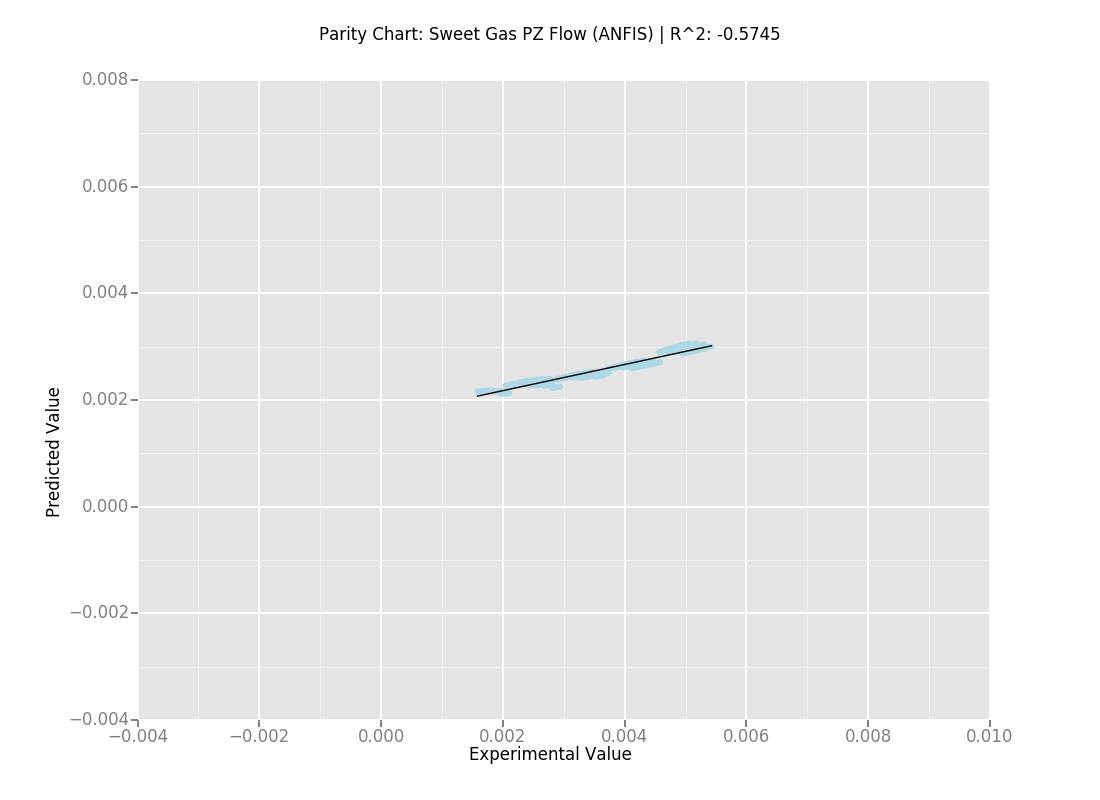 Parity Chart: Sweet Gas PZ Flow (ANFIS) | R^2: -0.5745
0.008
0.006
0.004
0.002
0.000
−0.002
−0.004
Predicted Value
−0.004 −0.002 0.000 0.002 0.004 0.006 0.008 0.010
Experimental Value